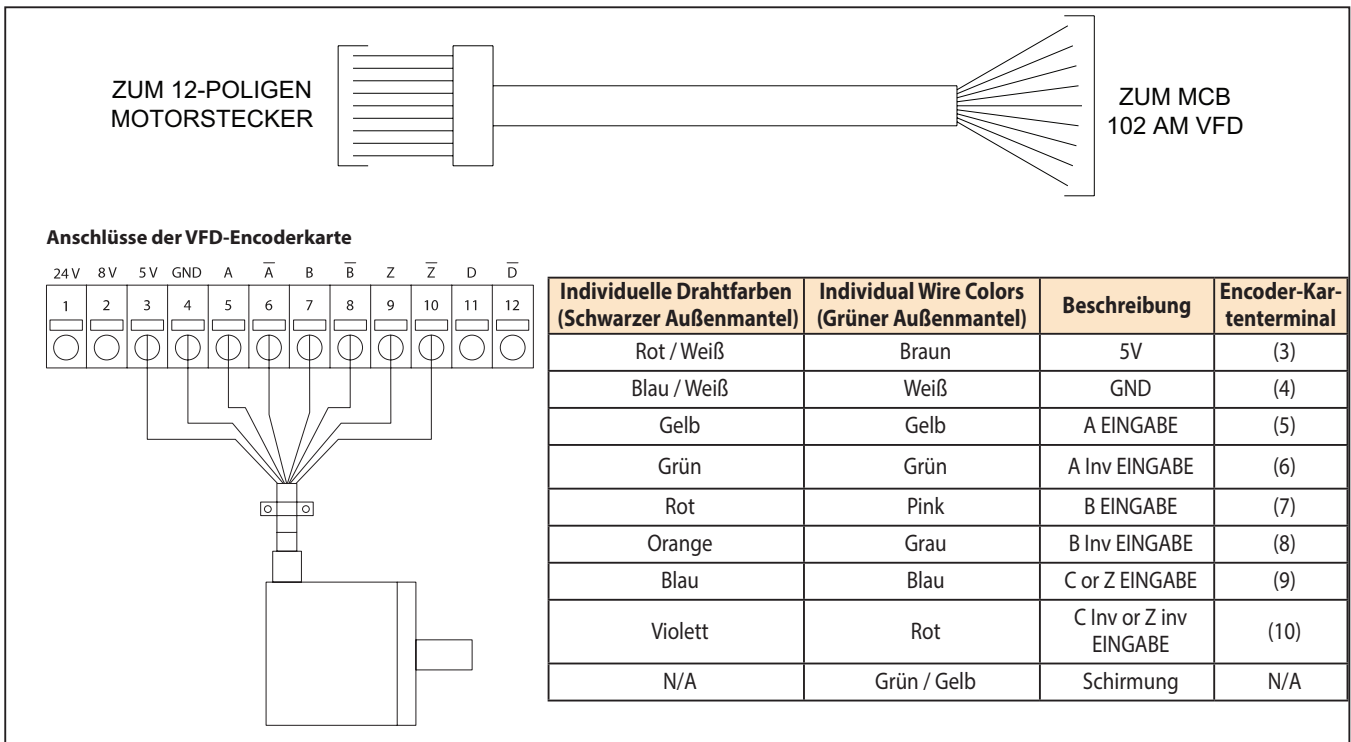 ZUM 12-POLIGEN
MOTORSTECKER
ZUM MCB
102 AM VFD
Anschlüsse der VFD-Encoderkarte
24 V 8 V 5 V GND A A̅ B B̅ Z Z̅ D D̅
1 2 3 4 5 6 7 8 9 10 11 12
Individuelle Drahtfarben
(Schwarzer Außenmantel)
Individual Wire Colors
(Grüner Außenmantel)
Beschreibung
Encoder-Kar-
tenterminal
Rot / Weiß Braun 5V (3)
Blau / Weiß Weiß GND (4)
Gelb Gelb A EINGABE (5)
Grün Grün A Inv EINGABE (6)
Rot Pink B EINGABE (7)
Orange Grau B Inv EINGABE (8)
Blau Blau C or Z EINGABE (9)
Violett Rot C Inv or Z inv
EINGABE (10)
N/A Grün / Gelb Schirmung N/A